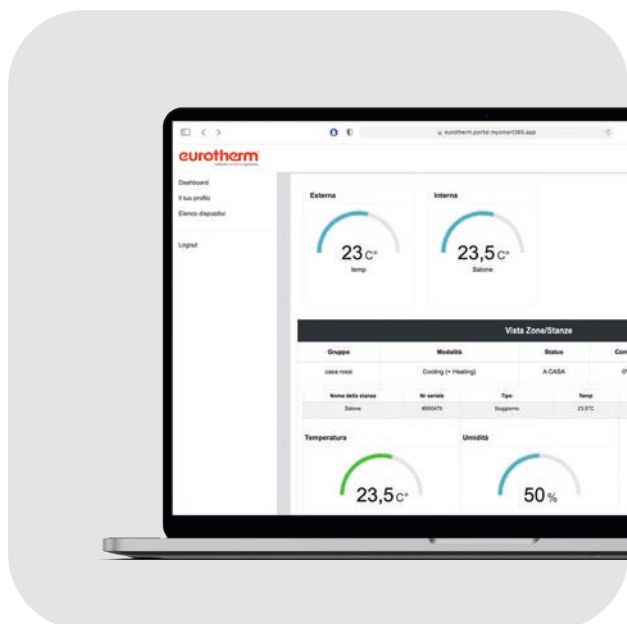 eurotherm.portal.mysmart365.app
eurotherm
Dashboard
Il tuo profilo
Elenco dispositivi
Logout
Esterna
Interna
23 C°
temp
23,5 C°
Salone
Vista Zone/Stanze
Gruppo Modalità Status
casa rossi Cooling (+ Heating) A CASA
Nome della stanza Nr seriale Tipo Temp
Salone #000479 Soggiorno 23,5°C
Temperatura
Umidità
23,5 C°
50 %